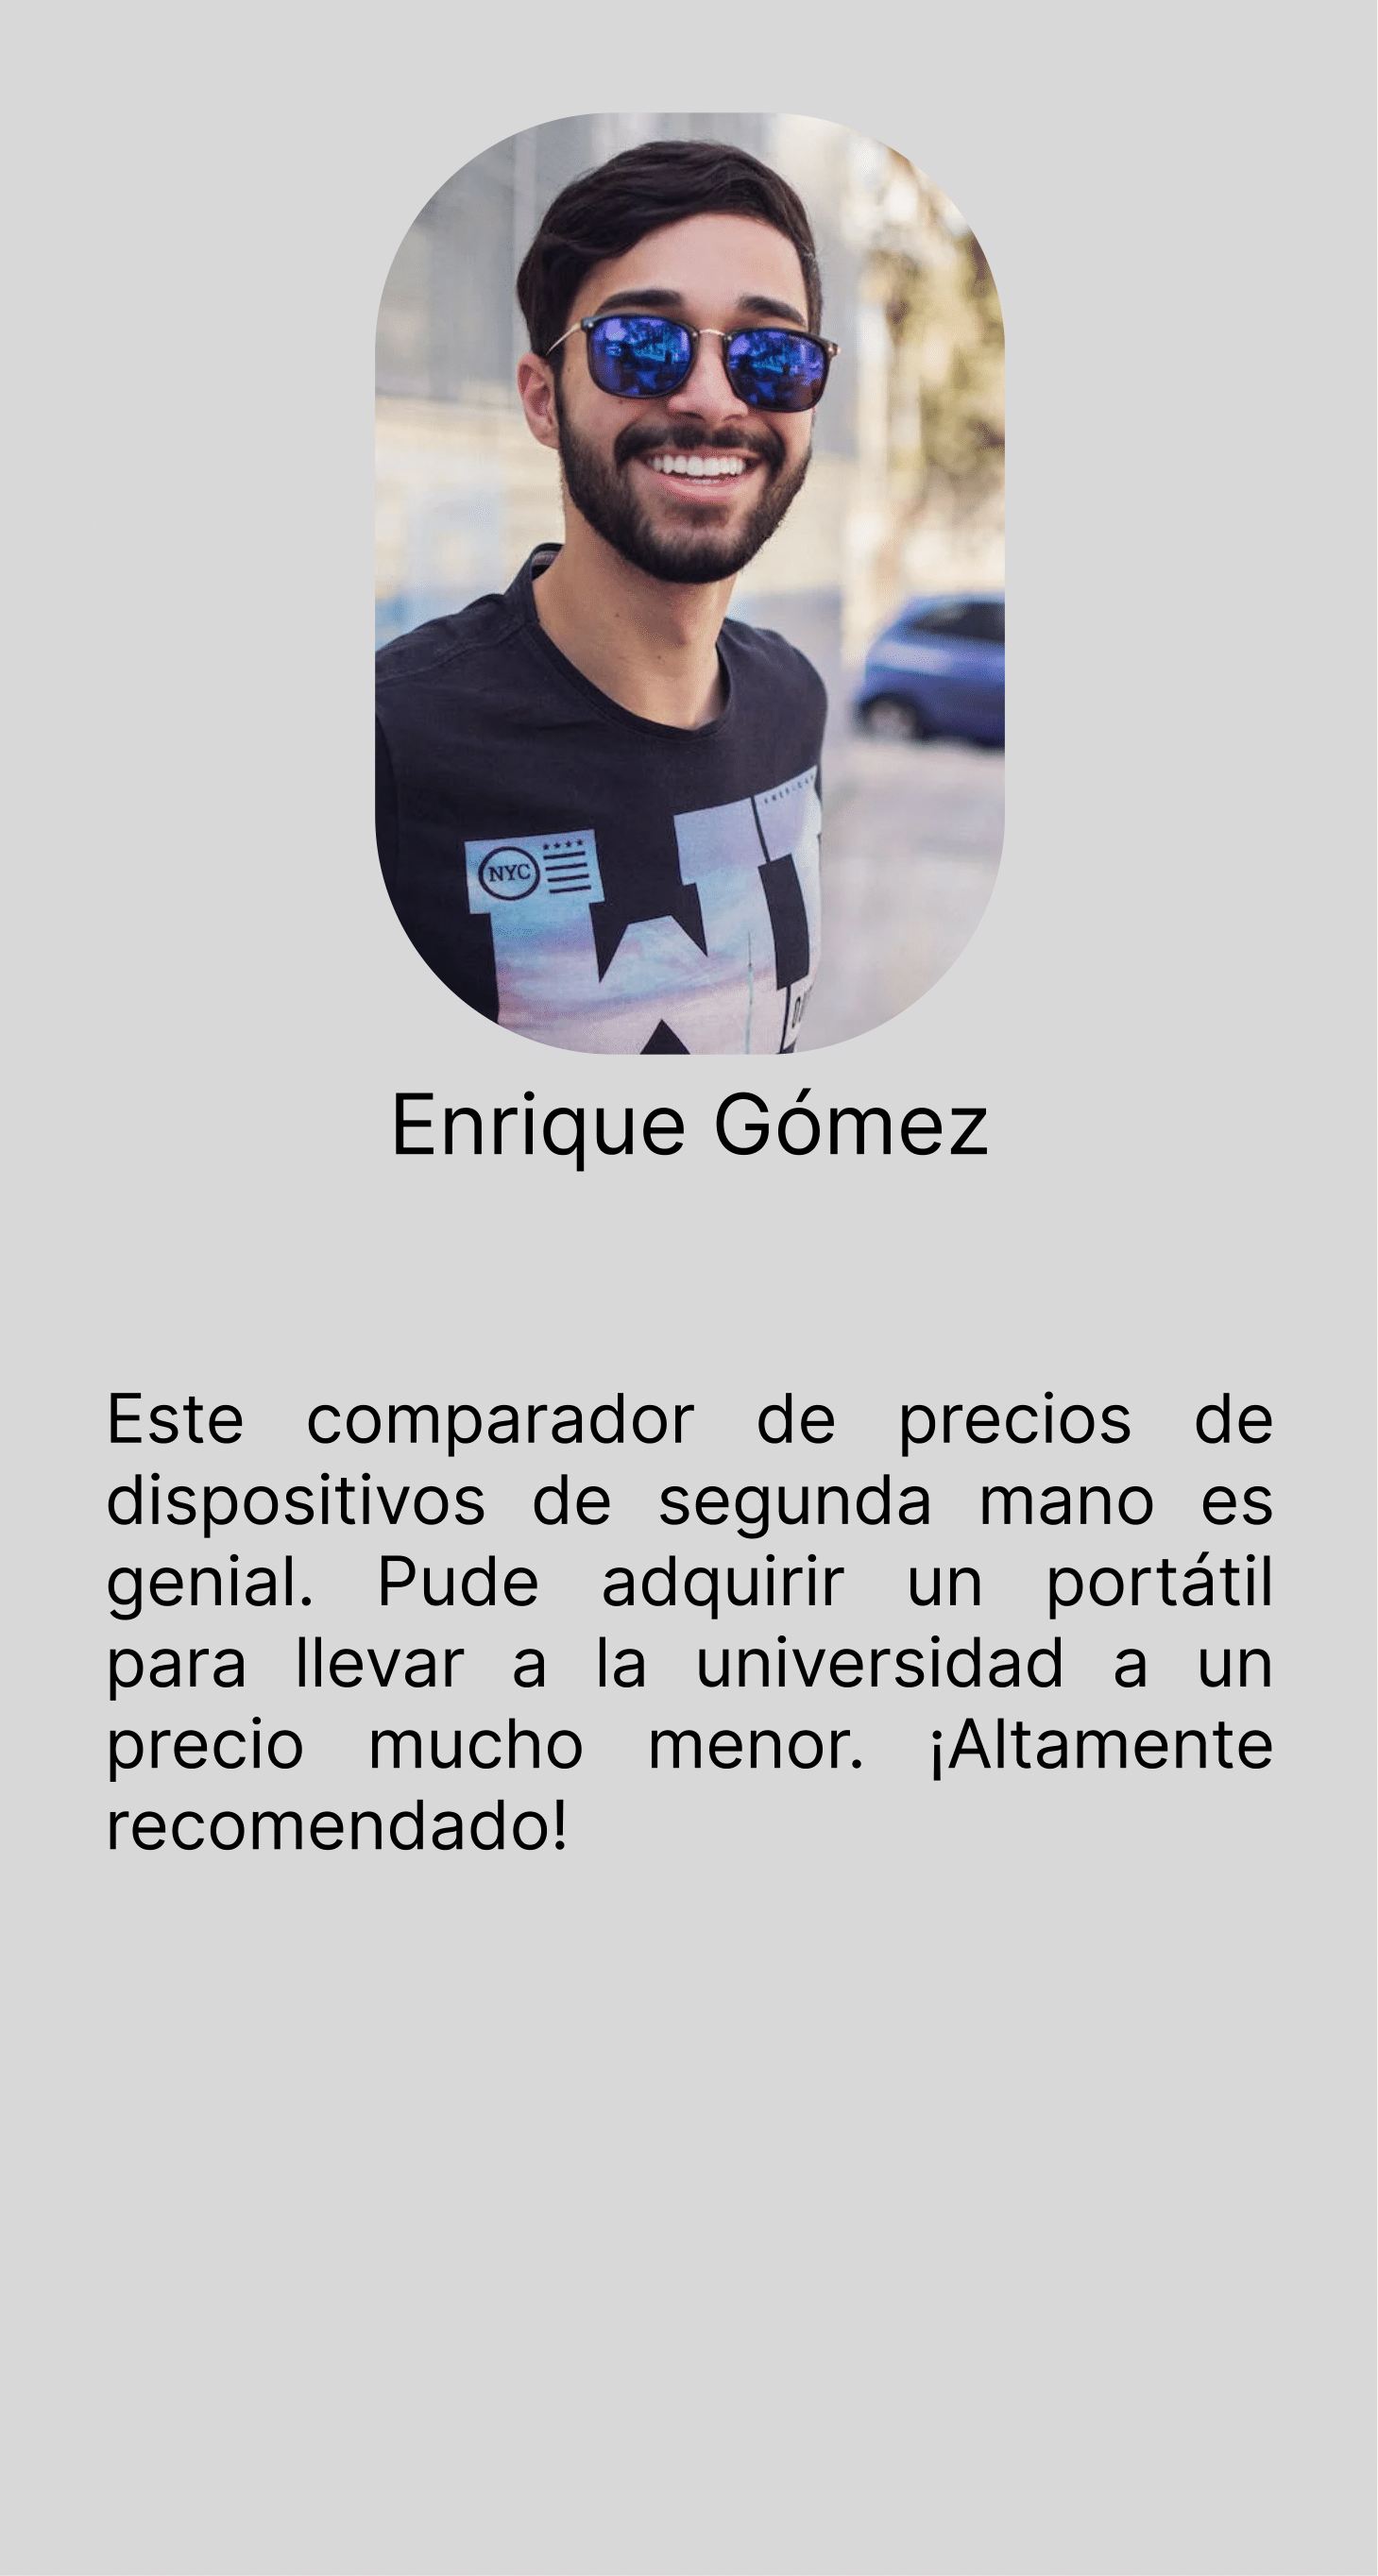 NYC
Enrique Gómez
Este comparador de precios de
dispositivos de segunda mano es
genial. Pude adquirir un portátil
para llevar a la universidad a un
precio mucho menor. ¡Altamente
recomendado!